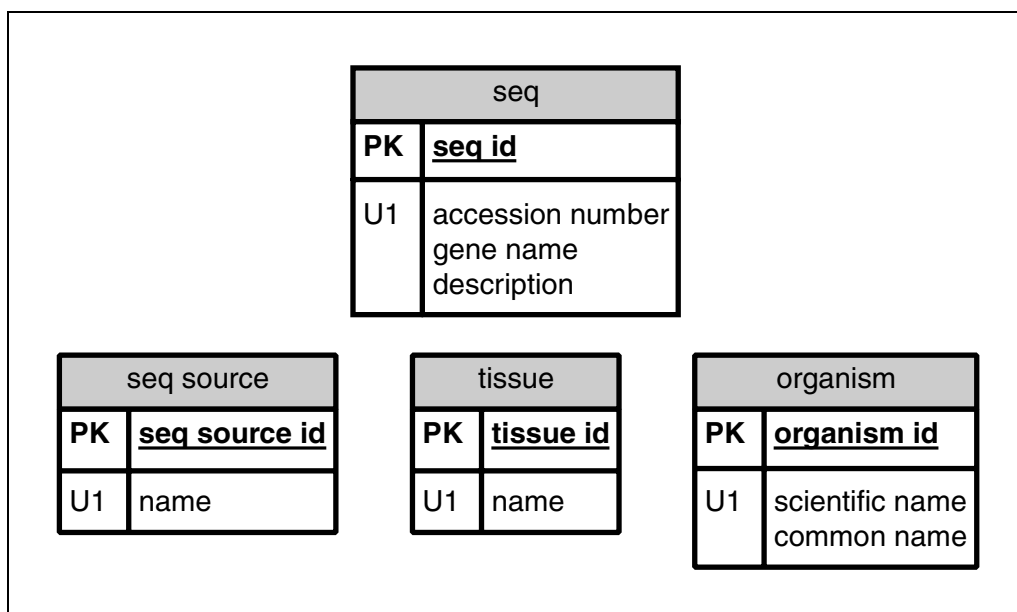 seq
PK seq id
U1 accession number
gene name
description
seq source
PK seq source id
U1 name
tissue
PK tissue id
U1 name
organism
PK organism id
U1 scientific name
common name